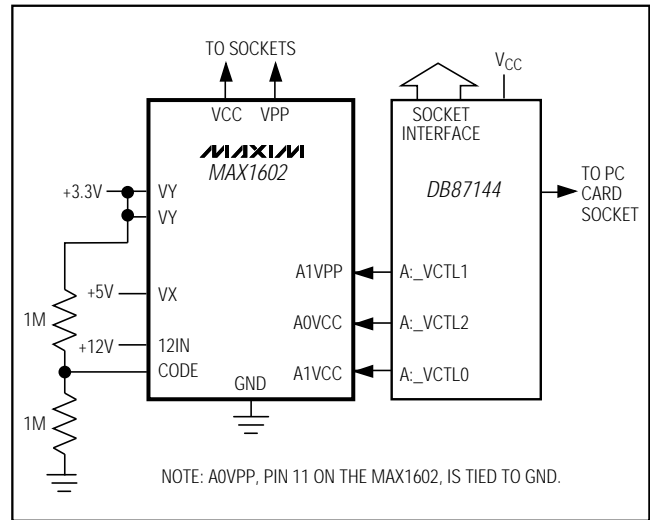 TO SOCKETS
VCC VPP
MAXIM
MAX1602
+3.3V
VY
VY
+5V
VX
1M
+12V
12IN
CODE
GND
1M
A1VPP
A0VCC
A1VCC
VCC
SOCKET
INTERFACE
DB87144
TO PC
CARD
SOCKET
A:_VCTL1
A:_VCTL2
A:_VCTL0
NOTE: A0VPP, PIN 11 ON THE MAX1602, IS TIED TO GND.